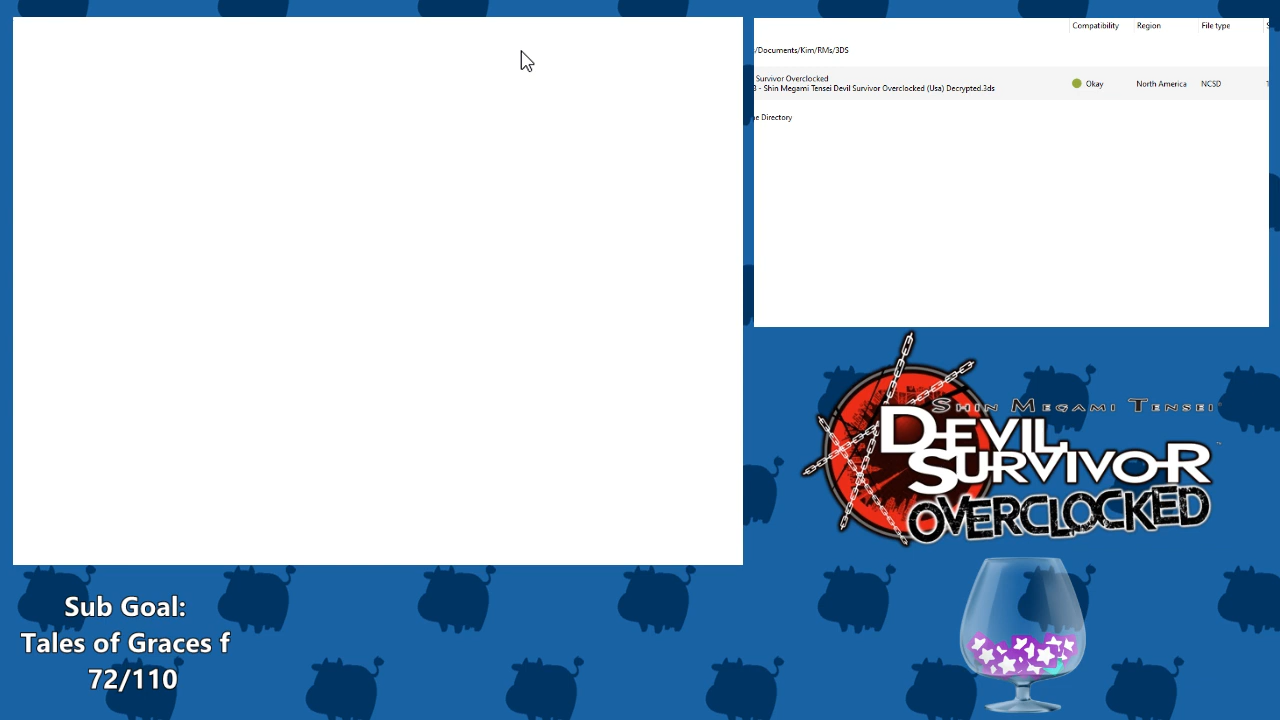 Compatibility Region File type
/Documents/Kim/RMs/3DS
Survivor Overclocked
- Shin Megami Tensei Devil Survivor Overclocked (Usa) Decrypted.3ds
Okay North America NCSD
Directory
SHIN MEGAMI TENSEI
DEVIL
SURVIVOR
OVERCLOCKED
Sub Goal:
Tales of Graces f
72/110